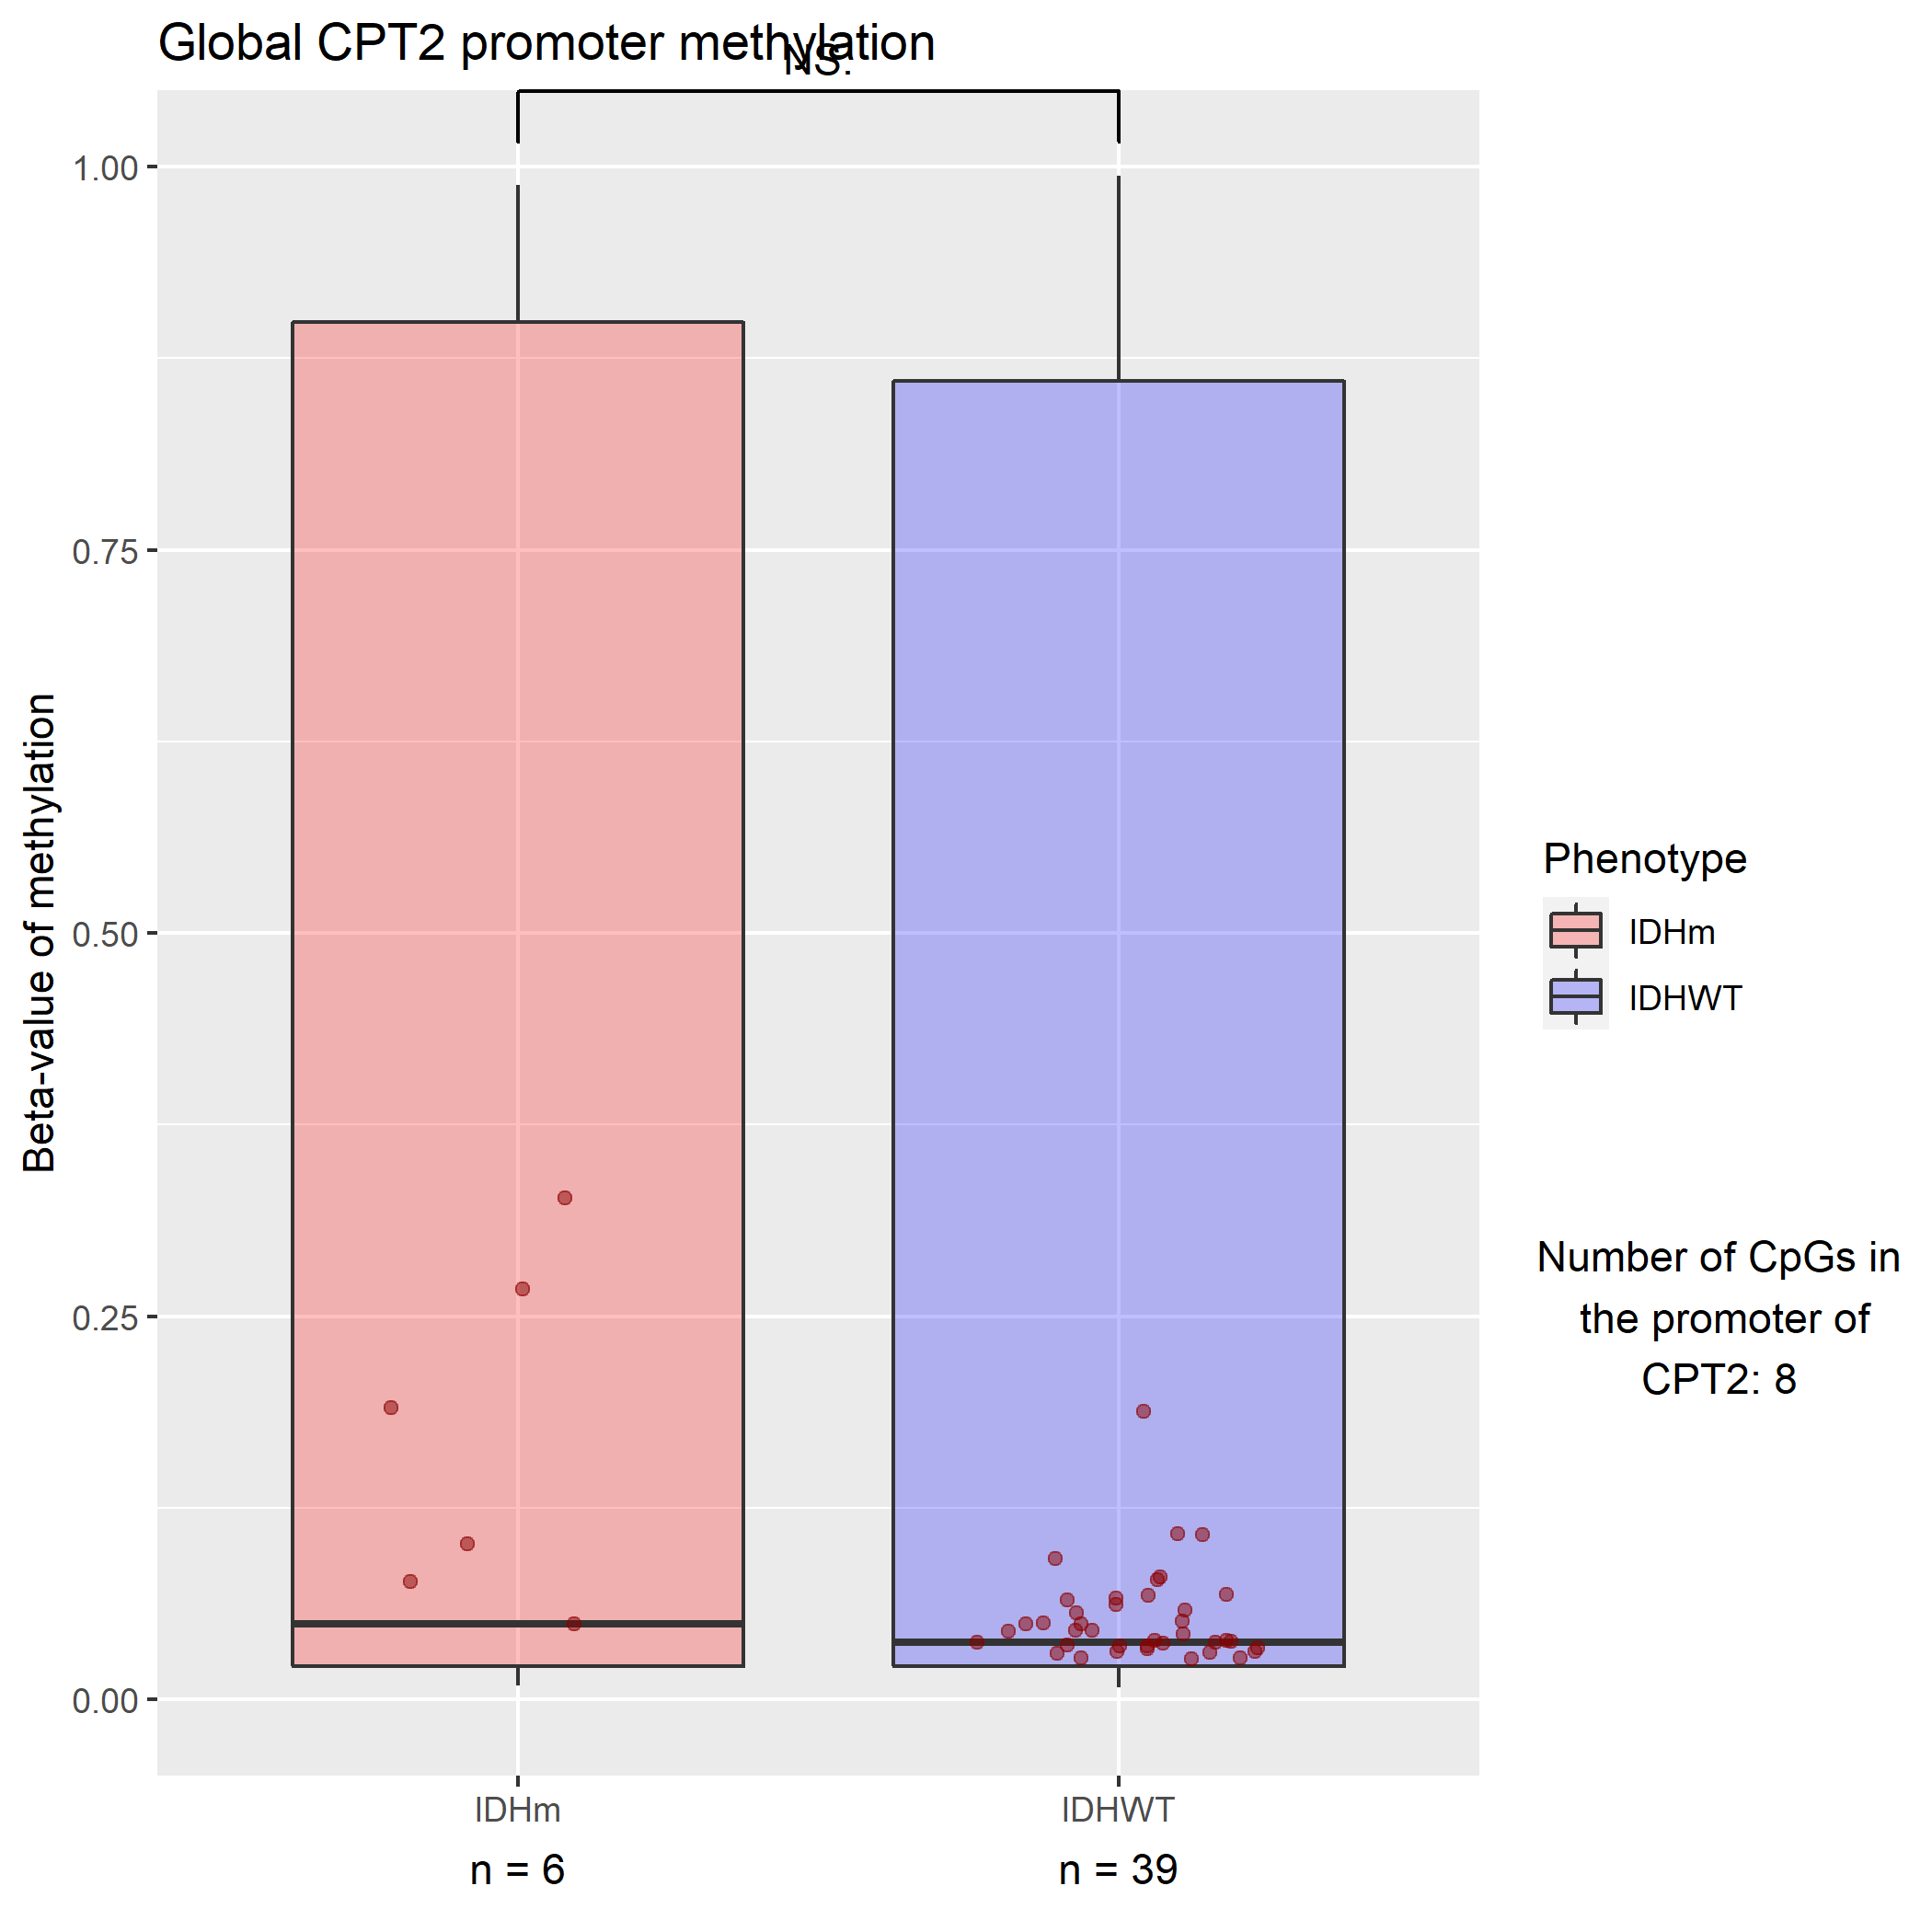 Global CPT2 promoter methylation
NS.
1.00
0.75
0.50
0.25
0.00
Beta-value of methylation
IDHm
IDHWT
n = 6
n = 39
Phenotype
IDHm
IDHWT
Number of CpGs in
the promoter of
CPT2: 8